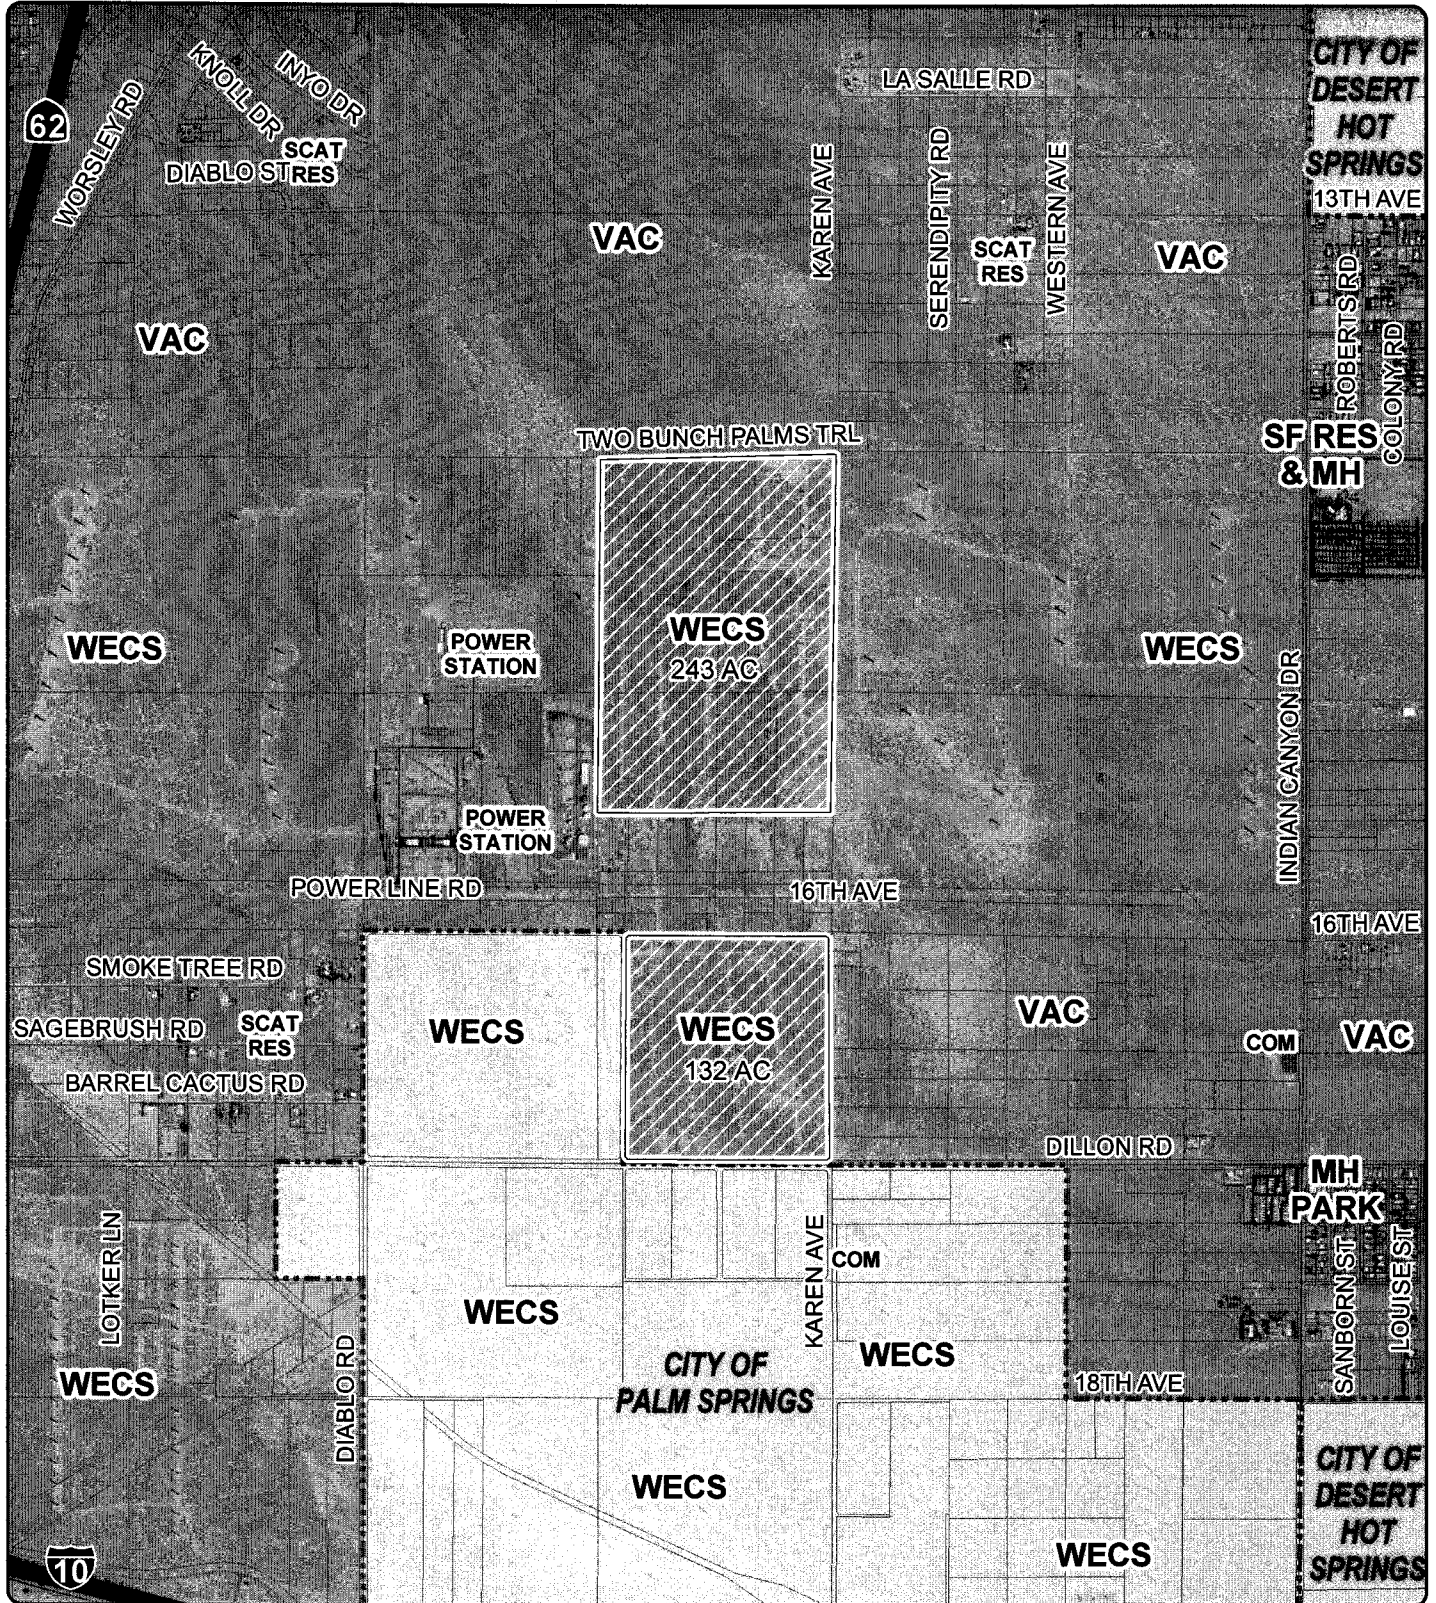 CITY OF
DESERT
HOT
SPRINGS
KNOLL DR
INYO DR
LA SALLE RD
62
WORSLEY RD
SCAT
RES
DIABLO ST
KAREN AVE
SERENDIPITY RD
WESTERN AVE
13TH AVE
VAC
SCAT
RES
VAC
ROBERTS RD
VAC
COLONY RD
TWO BUNCH PALMS TRL
SF RES
& MH
WECS
243 AC
WECS
POWER
STATION
WECS
INDIAN CANYON DR
POWER
STATION
POWER LINE RD
16TH AVE
16TH AVE
SMOKE TREE RD
SAGEBRUSH RD
SCAT
RES
WECS
WECS
132 AC
VAC
COM
VAC
BARREL CACTUS RD
DILLON RD
MH
PARK
LOTKER LN
KAREN AVE
COM
SANBORN ST
LOUISE ST
WECS
WECS
WECS
DIABLO RD
CITY OF
PALM SPRINGS
18TH AVE
WECS
CITY OF
DESERT
HOT
SPRINGS
WECS
10